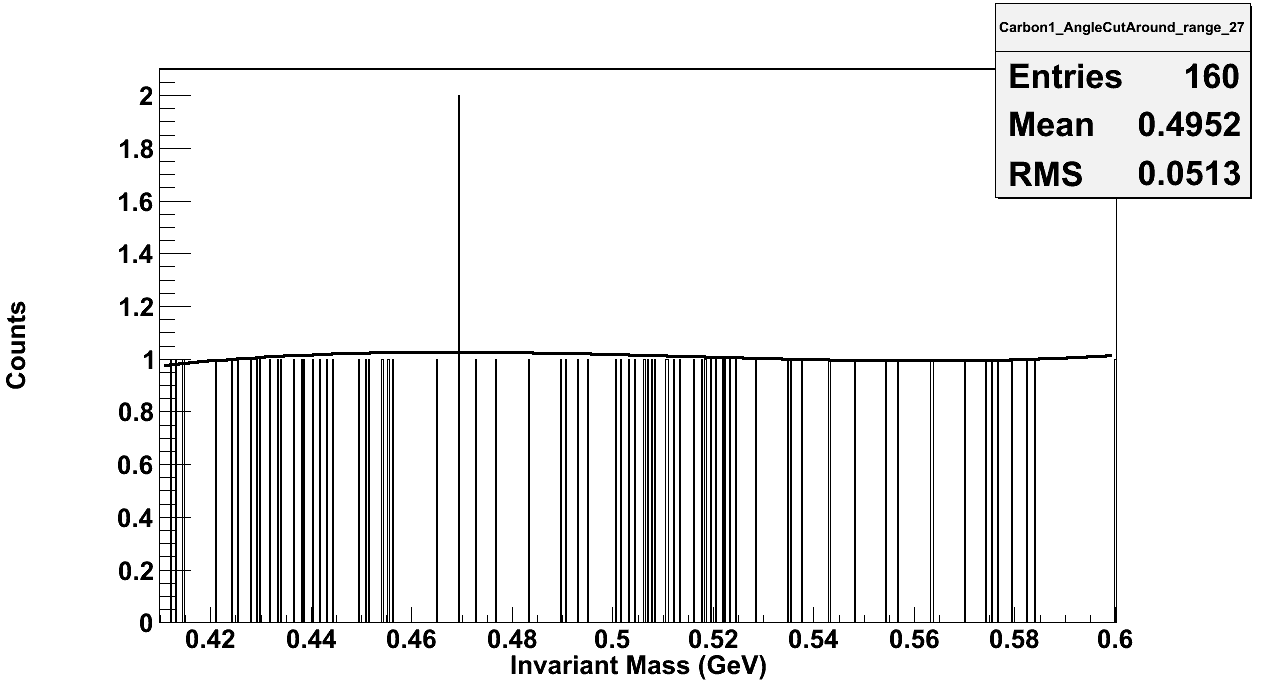 Carbon1_AngleCutAround_range_27
Entries 160
Mean 0.4952
RMS 0.0513
Counts
2
1.8
1.6
1.4
1.2
1
0.8
0.6
0.4
0.2
0
0.42 0.44 0.46 0.48 0.5 0.52 0.54 0.56 0.58 0.6
Invariant Mass (GeV)